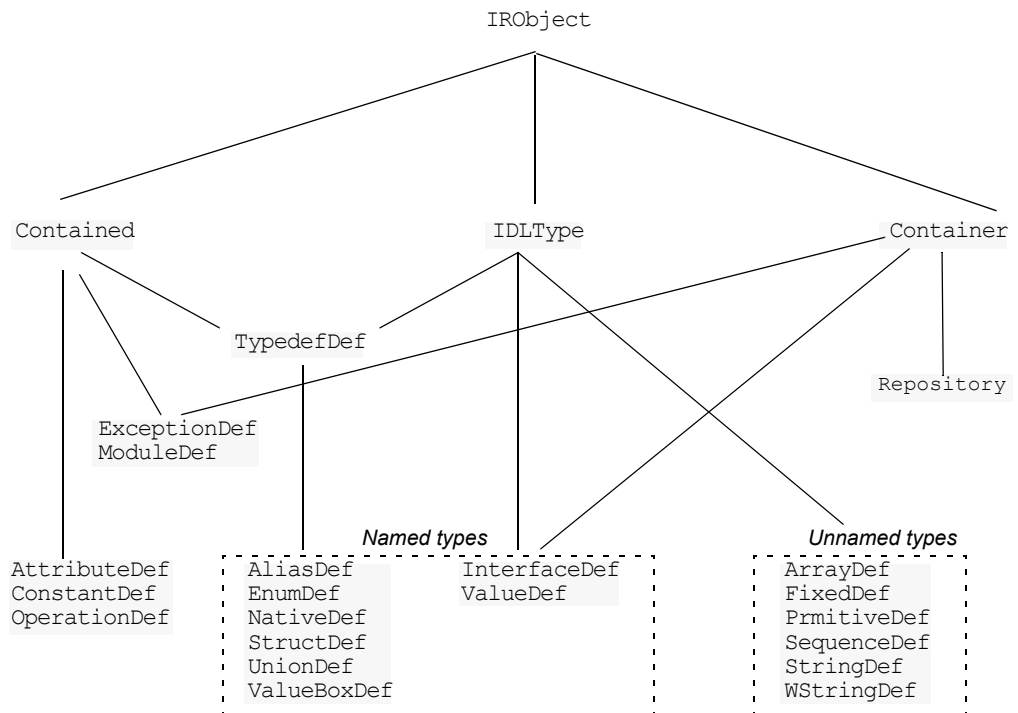 IRObject
Contained
IDLType
Container
TypedefDef
Repository
ExceptionDef
ModuleDef
Named types
Unnamed types
AttributeDef
ConstantDef
OperationDef
AliasDef
EnumDef
NativeDef
StructDef
UnionDef
ValueBoxDef
InterfaceDef
ValueDef
ArrayDef
FixedDef
PrmitiveDef
SequenceDef
StringDef
WStringDef